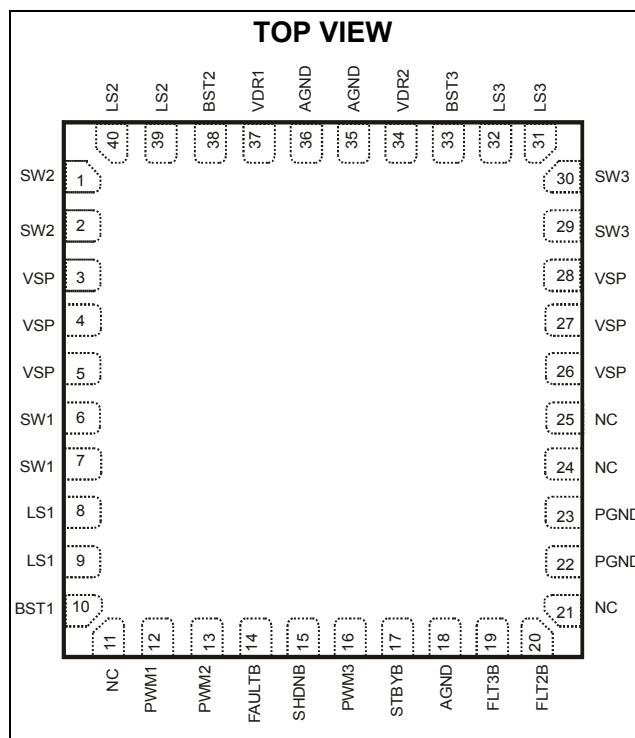 TOP VIEW
LS2 LS2 BST2 VDR1 AGND AGND VDR2 BST3 LS3 LS3
40 39 38 37 36 35 34 33 32 31
SW2 1 30 SW3
SW2 2 29 SW3
VSP 3 28 VSP
VSP 4 27 VSP
VSP 5 26 VSP
SW1 6 25 NC
SW1 7 24 NC
LS1 8 23 PGND
LS1 9 22 PGND
BST1 10 21 NC
11 12 13 14 15 16 17 18 19 20
NC PWM1 PWM2 FAULTB SHDNB PWM3 STBYB AGND FLT3B FLT2B